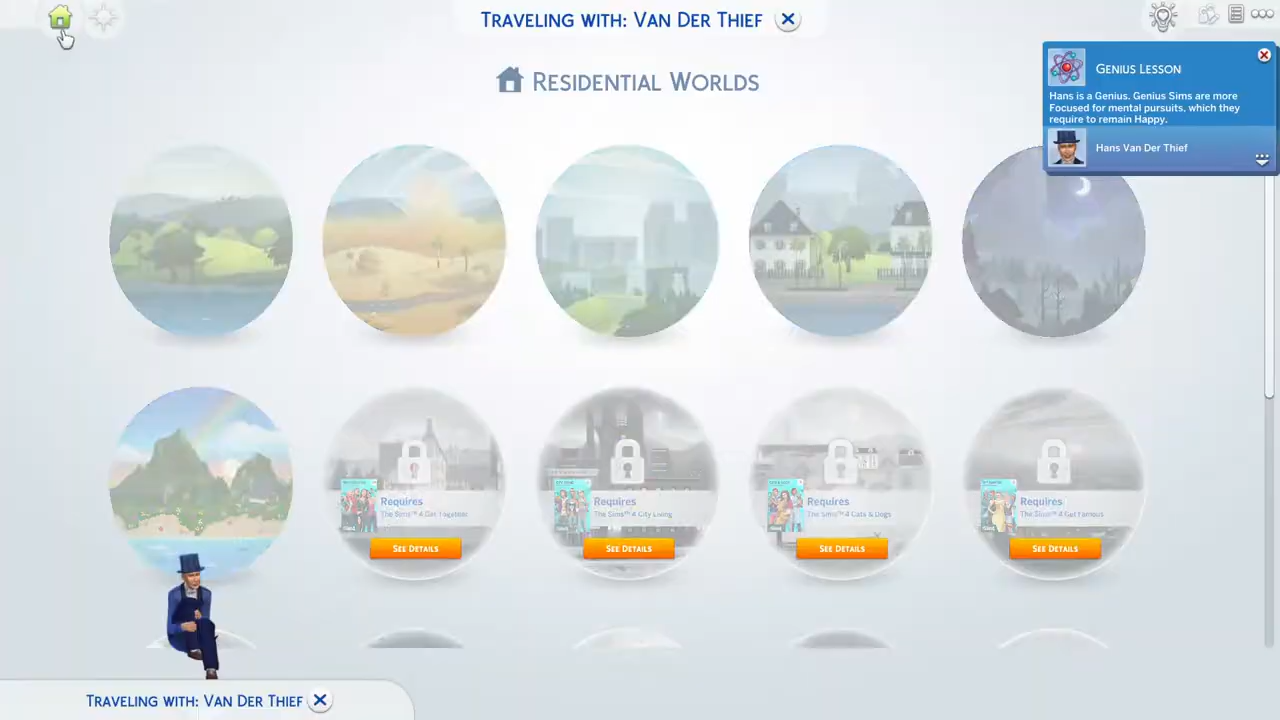 TRAVELING WITH: VAN DER THIEF
GENIUS LESSON
Hans is a Genius. Genius Sims are more
Focused for mental pursuits, which they
require to remain Happy.
Hans Van Der Thief
RESIDENTIAL WORLDS
Requires
The Sims™ 4 Get Together
SEE DETAILS
Requires
The Sims™ 4 City Living
SEE DETAILS
Requires
The Sims™ 4 Cats & Dogs
SEE DETAILS
Requires
The Sims™ 4 Get Famous
SEE DETAILS
TRAVELING WITH: VAN DER THIEF